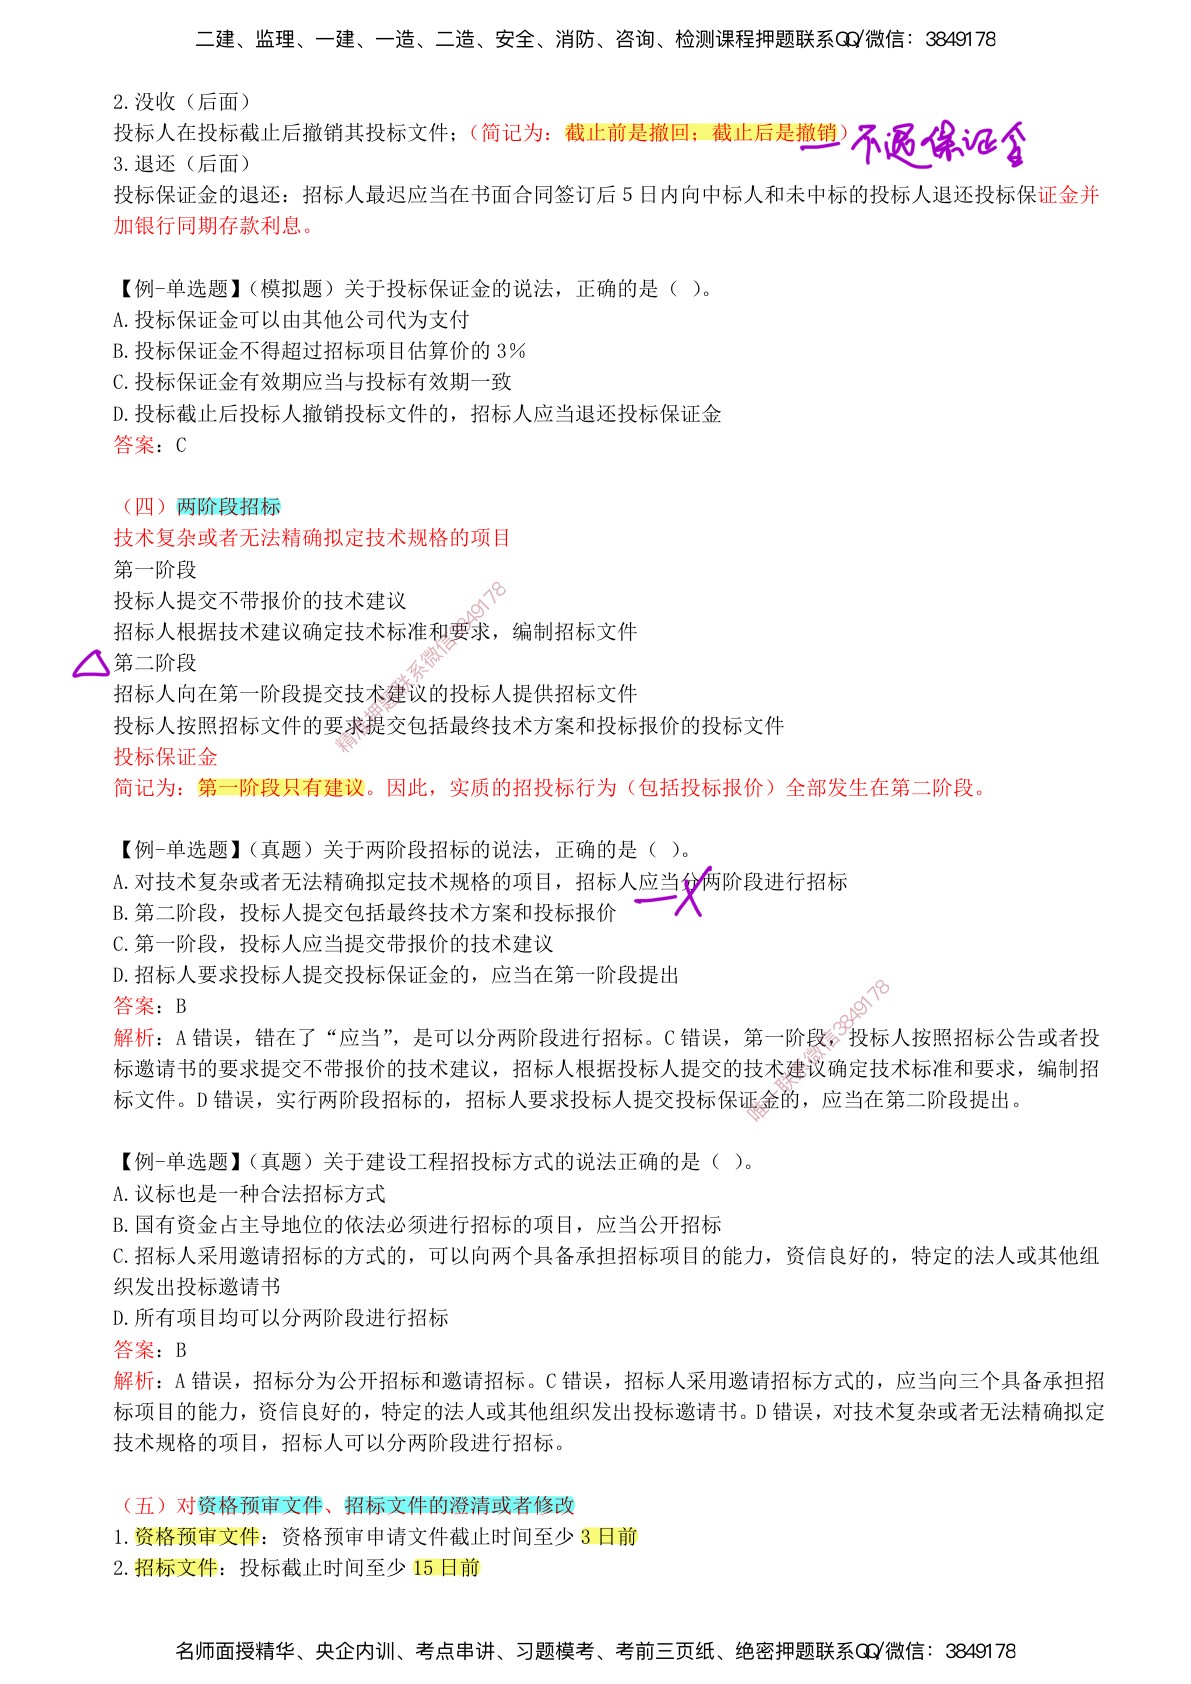 二建、监理、一建、一造、二造、安全、消防、咨询、检测课程押题联系QQ/微信：3849178
2.没收（后面）
投标人在投标截止后撤销其投标文件；（简记为：截止前是撤回；截止后是撤销）
不退保证金
3.退还（后面）
投标保证金的退还：招标人最迟应当在书面合同签订后 5 日内向中标人和未中标的投标人退还投标保证金并
加银行同期存款利息。
【例-单选题】（模拟题）关于投标保证金的说法，正确的是（ ）。
A.投标保证金可以由其他公司代为支付
B.投标保证金不得超过招标项目估算价的 3%
C.投标保证金有效期应当与投标有效期一致
D.投标截止后投标人撤销投标文件的，招标人应当退还投标保证金
答案：C
（四）两阶段招标
技术复杂或者无法精确拟定技术规格的项目
第一阶段
投标人提交不带报价的技术建议
招标人根据技术建议确定技术标准和要求，编制招标文件
第二阶段
招标人向在第一阶段提交技术建议的投标人提供招标文件
投标人按照招标文件的要求提交包括最终技术方案和投标报价的投标文件
精准押题联系微信3849178
投标保证金
简记为：第一阶段只有建议。因此，实质的招投标行为（包括投标报价）全部发生在第二阶段。
【例-单选题】（真题）关于两阶段招标的说法，正确的是（ ）。
A.对技术复杂或者无法精确拟定技术规格的项目，招标人应当分两阶段进行招标
B.第二阶段，投标人提交包括最终技术方案和投标报价
C.第一阶段，投标人应当提交带报价的技术建议
D.招标人要求投标人提交投标保证金的，应当在第一阶段提出
答案：B
解析：A 错误，错在了“应当”，是可以分两阶段进行招标。C 错误，第一阶段，投标人按照招标公告或者投
标邀请书的要求提交不带报价的技术建议，招标人根据投标人提交的技术建议确定技术标准和要求，编制招
标文件。D 错误，实行两阶段招标的，招标人要求投标人提交投标保证金的，应当在第二阶段提出。
唯一联系微信3849178
【例-单选题】（真题）关于建设工程招投标方式的说法正确的是（ ）。
A.议标也是一种合法招标方式
B.国有资金占主导地位的依法必须进行招标的项目，应当公开招标
C.招标人采用邀请招标的方式的，可以向两个具备承担招标项目的能力，资信良好的，特定的法人或其他组
织发出投标邀请书
D.所有项目均可以分两阶段进行招标
答案：B
解析：A 错误，招标分为公开招标和邀请招标。C 错误，招标人采用邀请招标方式的，应当向三个具备承担招
标项目的能力，资信良好的，特定的法人或其他组织发出投标邀请书。D 错误，对技术复杂或者无法精确拟定
技术规格的项目，招标人可以分两阶段进行招标。
（五）对资格预审文件、招标文件的澄清或者修改
1.资格预审文件：资格预审申请文件截止时间至少 3 日前
2.招标文件：投标截止时间至少 15 日前
名师面授精华、央企内训、考点串讲、习题模考、考前三页纸、绝密押题联系QQ/微信：3849178